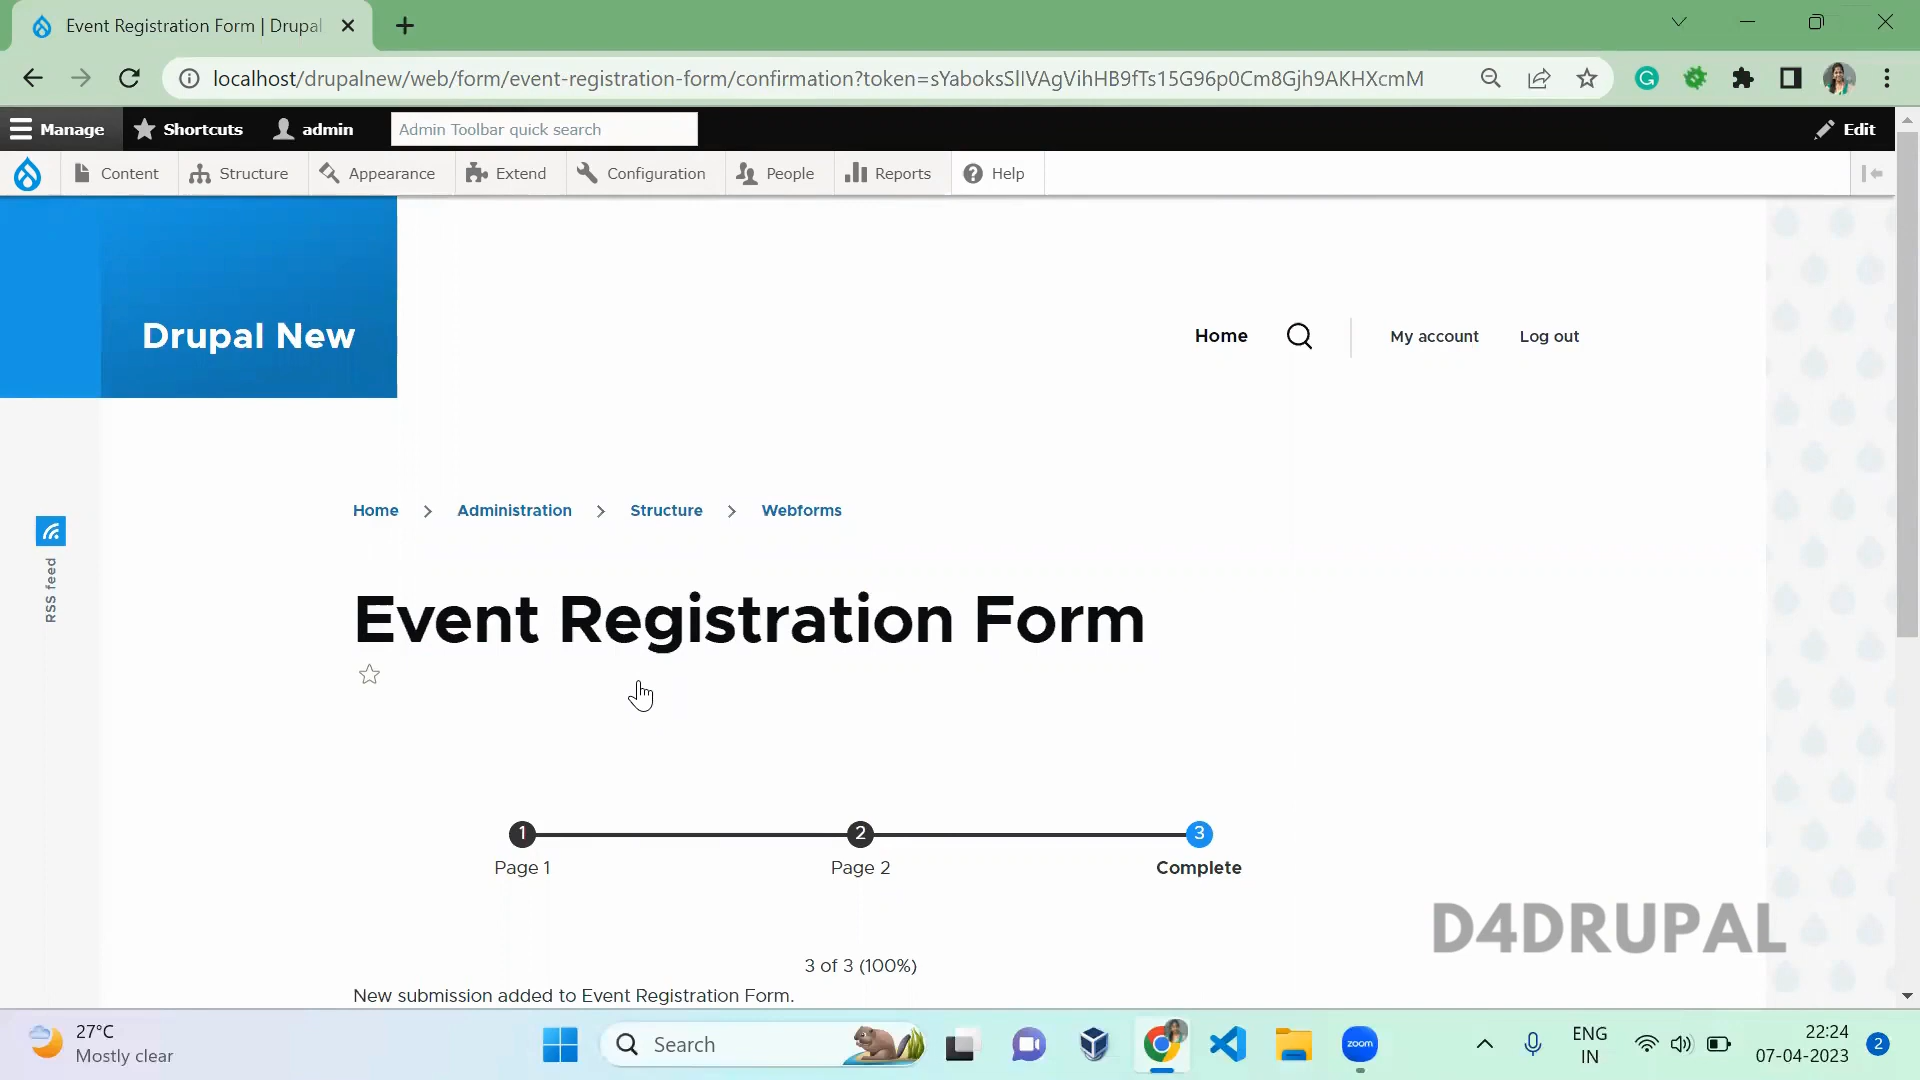 Event Registration Form | Drupal
localhost/drupalnew/web/form/event-registration-form/confirmation?token=sYaboksSlIVAgVihHB9fTs15G96p0Cm8Gjh9AKHXcmM
Manage Shortcuts admin Admin Toolbar quick search Edit
Content Structure Appearance Extend Configuration People Reports Help
Drupal New
Home My account Log out
Home > Administration > Structure > Webforms
RSS feed
Event Registration Form
1 2 3
Page 1 Page 2 Complete
D4DRUPAL
3 of 3 (100%)
New submission added to Event Registration Form.
27°C
Mostly clear
Search
zoom
ENG
IN
22:24
07-04-2023
2